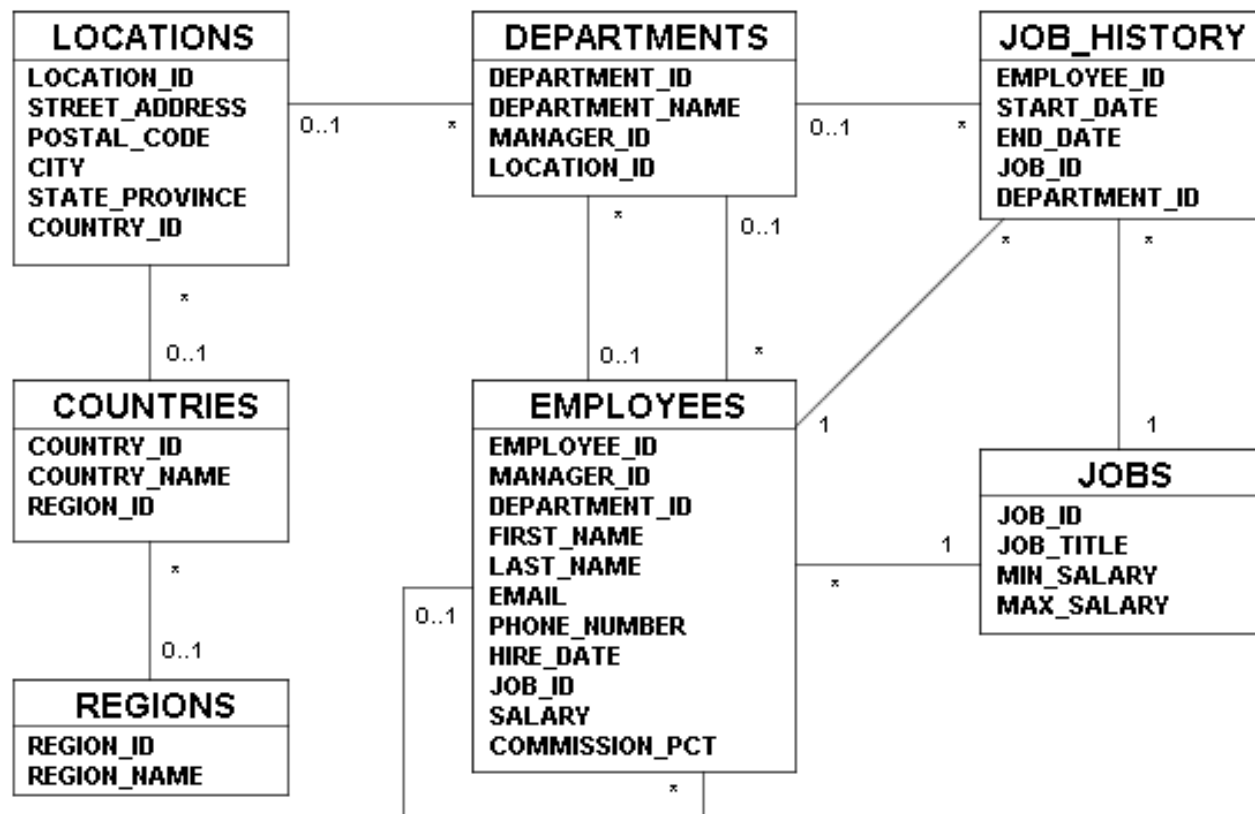 LOCATIONS
LOCATION_ID
STREET_ADDRESS
POSTAL_CODE
CITY
STATE_PROVINCE
COUNTRY_ID
0..1
*
DEPARTMENTS
DEPARTMENT_ID
DEPARTMENT_NAME
MANAGER_ID
LOCATION_ID
0..1
*
JOB_HISTORY
EMPLOYEE_ID
START_DATE
END_DATE
JOB_ID
DEPARTMENT_ID
*
0..1
*
0..1
0..1
*
*
1
*
1
COUNTRIES
COUNTRY_ID
COUNTRY_NAME
REGION_ID
*
0..1
EMPLOYEES
EMPLOYEE_ID
MANAGER_ID
DEPARTMENT_ID
FIRST_NAME
LAST_NAME
EMAIL
PHONE_NUMBER
HIRE_DATE
JOB_ID
SALARY
COMMISSION_PCT
0..1
*
1
*
JOBS
JOB_ID
JOB_TITLE
MIN_SALARY
MAX_SALARY
REGIONS
REGION_ID
REGION_NAME